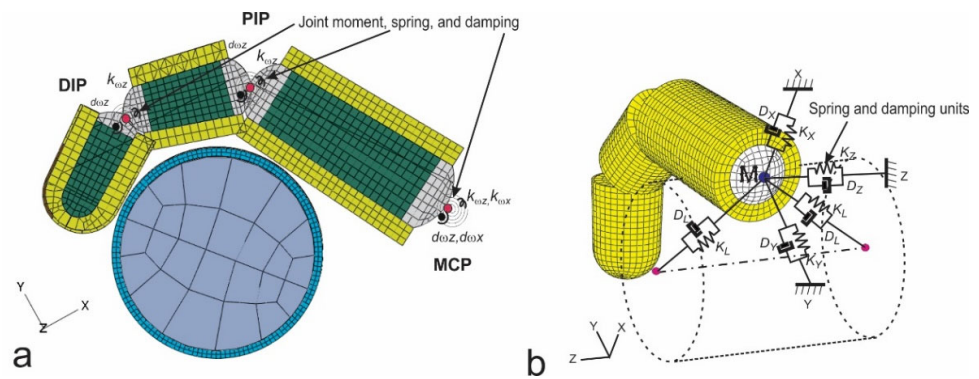 PIP
Joint moment, spring, and damping
dωz
kωz
kωz
DIP
dωz
kωz, kωx
dωz, dωx
MCP
Y
X
Z
a
X
Spring and damping units
DX
KX
KZ
M
Z
DZ
DL
KL
KL
DL
DY
KY
Y
Y
X
Z
b